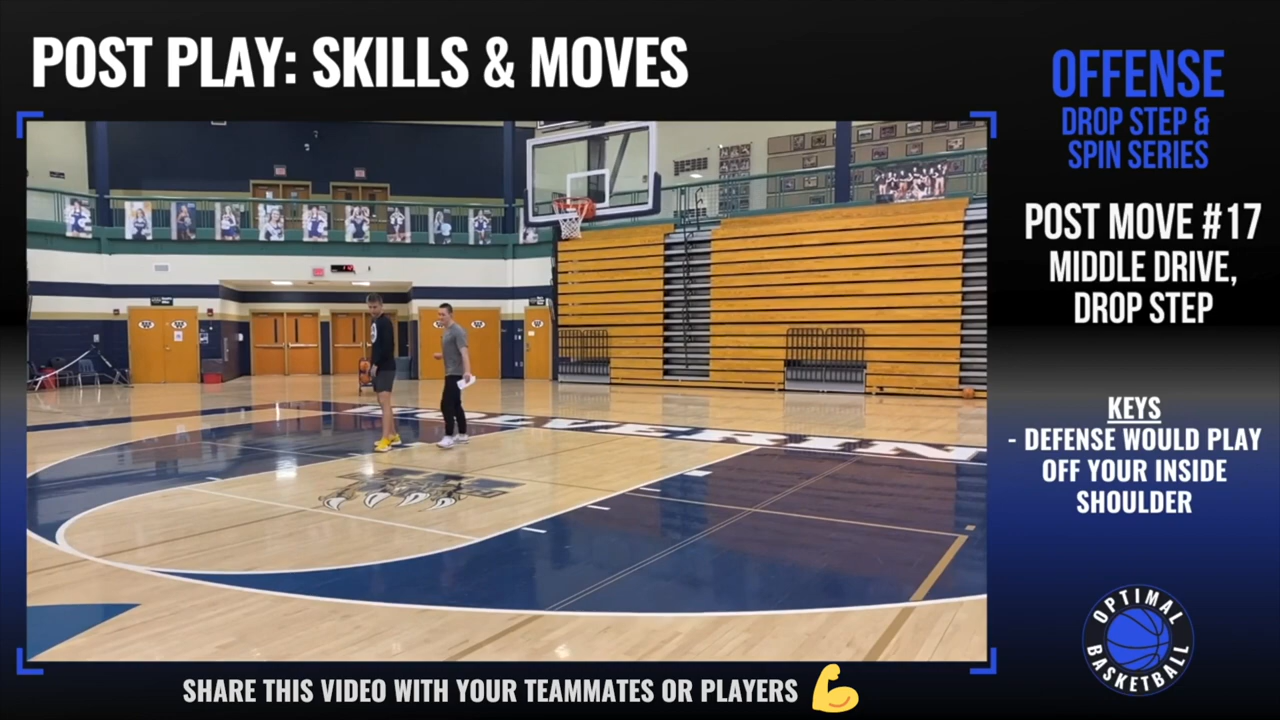 POST PLAY: SKILLS & MOVES
OFFENSE
DROP STEP &
SPIN SERIES
POST MOVE #17
MIDDLE DRIVE,
DROP STEP
KEYS
- DEFENSE WOULD PLAY
OFF YOUR INSIDE
SHOULDER
WOLVERIN
OPTIMAL
BASKETBALL
SHARE THIS VIDEO WITH YOUR TEAMMATES OR PLAYERS